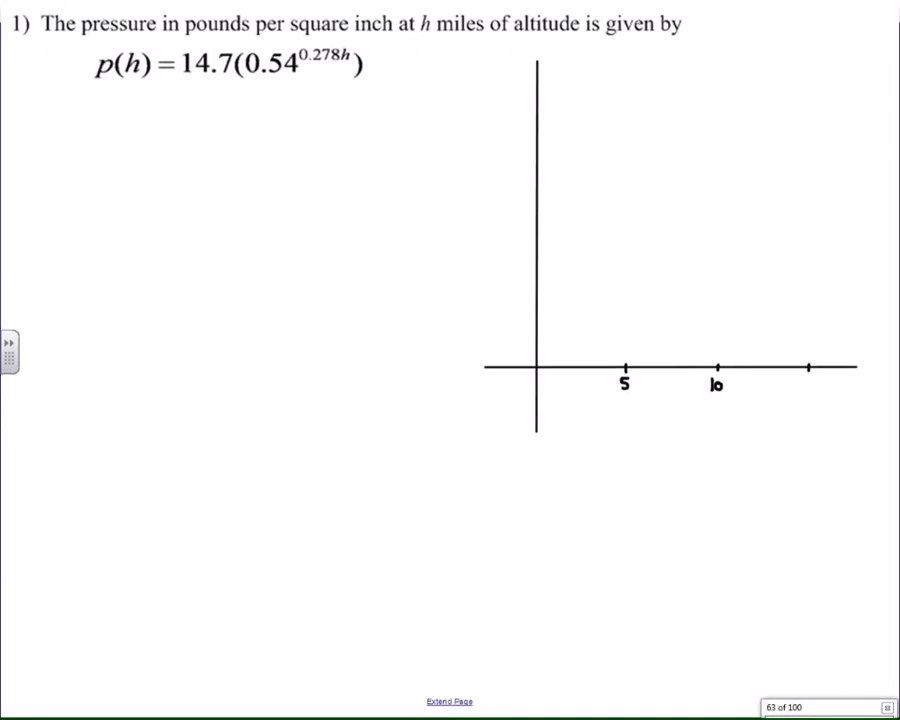 1) The pressure in pounds per square inch at h miles of altitude is given by
p(h) = 14.7(0.54^0.278h)
5 10
Extend Page
63 of 100